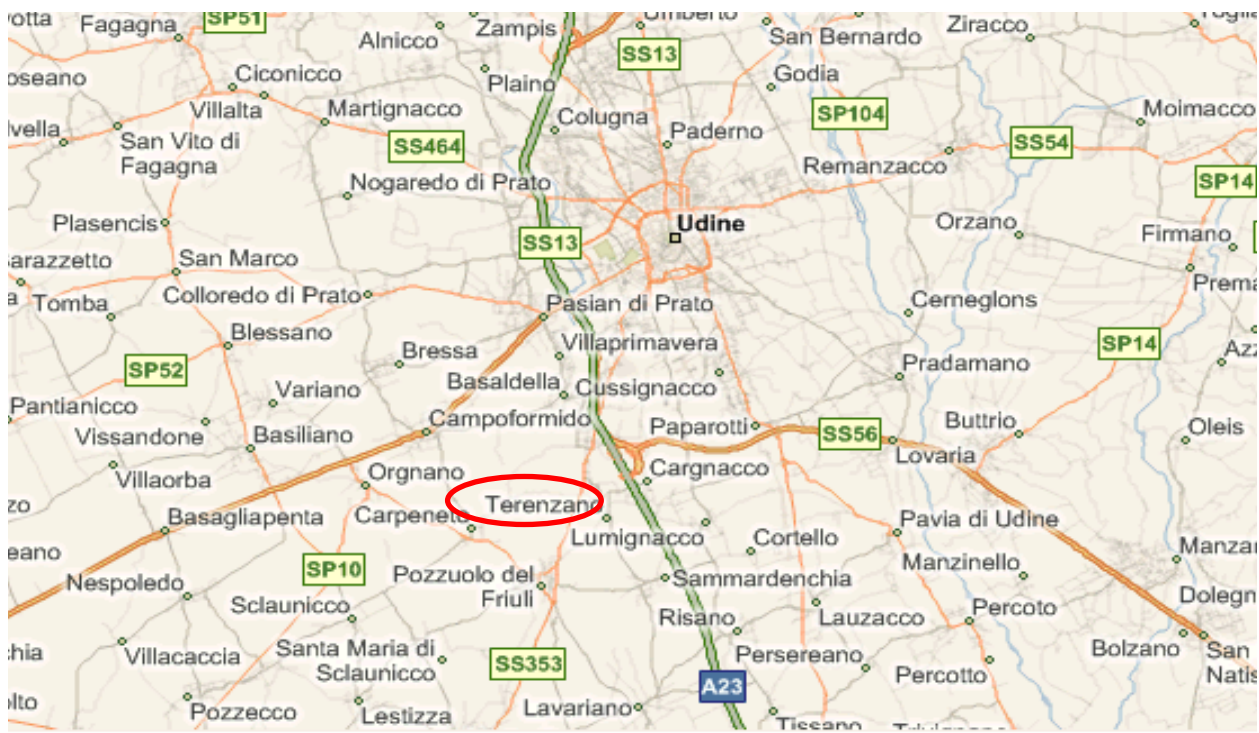 Fagagna
SP51
Zampis
Alnicco
SS13
San Bernardo
Ziracco
Ciconicco
Plaino
Godia
Villalta
Martignacco
Colugna
SP104
Moimacco
San Vito di
Fagagna
SS464
Paderno
SS54
Remanzacco
Nogaredo di Prato
SP14
Plasencis
Udine
Orzano
Firmano
SS13
San Marco
Tomba
Colloredo di Prato
Pasian di Prato
Cerneglons
Blessano
Villaprimavera
SP14
Bressa
Pradamano
SP52
Variano
Basaldella
Cussignacco
Pantianicco
Vissandone
Basiliano
Campoformido
Paparotti
SS56
Buttrio
Oleis
Lovaria
Villaorba
Orgnano
Cargnacco
Terenzano
Basagliapenta
Carpeneto
Lumignacco
Cortello
Pavia di Udine
SP10
Pozzuolo del
Friuli
Sammardenchia
Manzinello
Nespoledo
Sclaunicco
Risano
Lauzacco
Percoto
Villacaccia
Santa Maria di
Sclaunicco
SS353
Persereano
Percotto
Bolzano
San
A23
Pozzecco
Lestizza
Lavariano
Tissano